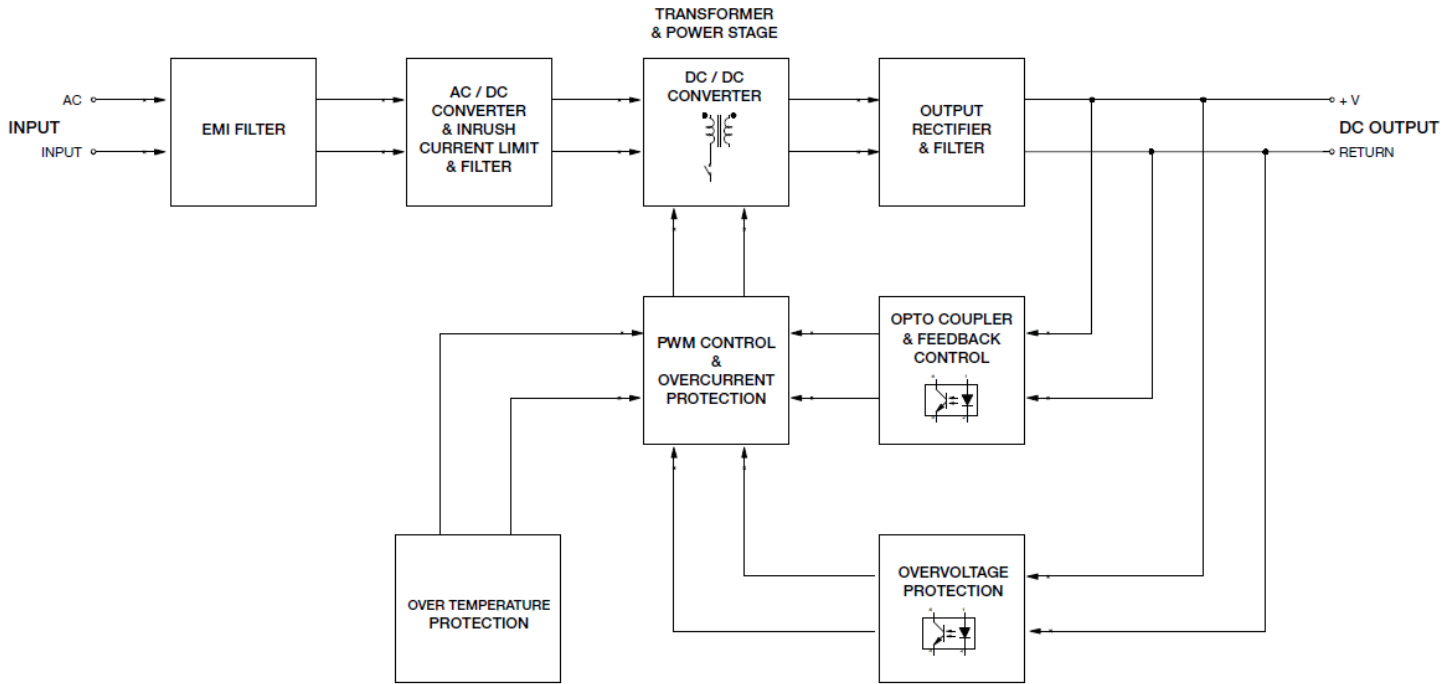 TRANSFORMER
& POWER STAGE
AC
INPUT
INPUT
EMI FILTER
AC / DC
CONVERTER
& INRUSH
CURRENT LIMIT
& FILTER
DC / DC
CONVERTER
OUTPUT
RECTIFIER
& FILTER
+ V
DC OUTPUT
RETURN
PWM CONTROL
&
OVERCURRENT
PROTECTION
OPTO COUPLER
& FEEDBACK
CONTROL
OVER TEMPERATURE
PROTECTION
OVERVOLTAGE
PROTECTION